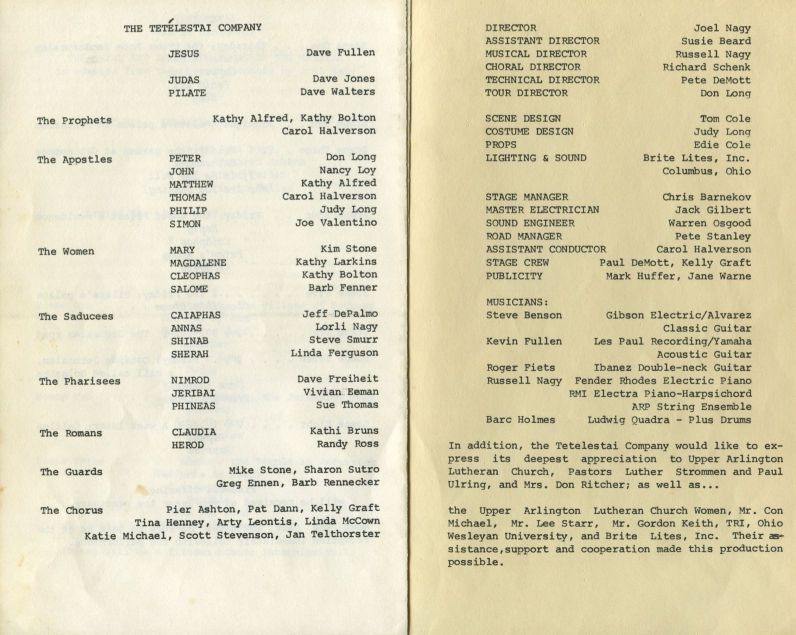 THE TETÉLESTAI COMPANY
JESUS Dave Fullen
JUDAS Dave Jones
PILATE Dave Walters
The Prophets Kathy Alfred, Kathy Bolton
Carol Halverson
The Appstles PETER Don Long
JOHN Nancy Loy
MATTHEW Kathy Alfred
THOMAS Carol Halverson
PHILIP Judy Long
SIMON Joe Valentino
The Women MARY Kim Stone
MAGDALENE Kathy Larkins
CLEOPHAS Kathy Bolton
SALOME Barb Fenner
The Saducees CAIAPHAS Jeff DePalmo
ANNAS Lorli Nagy
SHINAB Steve Smurr
SHERAH Linda Ferguson
The Pharisees NIMROD Dave Freiheit
JERIBAI Vivian Eeman
PHINEAS Sue Thomas
The Romans CLAUDIA Kathi Bruns
HEROD Randy Ross
The Guards Mike Stone, Sharon Sutro
Greg Ennen, Barb Rennecker
The Chorus Pier Ashton, Pat Dann, Kelly Graft
Tina Henney, Arty Leontis, Linda McCown
Katie Michael, Scott Stevenson, Jan Telthorster
DIRECTOR Joel Nagy
ASSISTANT DIRECTOR Susie Beard
MUSICAL DIRECTOR Russell Nagy
CHORAL DIRECTOR Richard Schenk
TECHNICAL DIRECTOR Pete DeMott
TOUR DIRECTOR Don Long
SCENE DESIGN Tom Cole
COSTUME DESIGN Judy Long
PROPS Edie Cole
LIGHTING & SOUND Brite Lites, Inc.
Columbus, Ohio
STAGE MANAGER Chris Barnekov
MASTER ELECTRICIAN Jack Gilbert
SOUND ENGINEER Warren Osgood
ROAD MANAGER Pete Stanley
ASSISTANT CONDUCTOR Carol Halverson
STAGE CREW Paul DeMott, Kelly Graft
PUBLICITY Mark Huffer, Jane Warne
MUSICIANS:
Steve Benson Gibson Electric/Alvarez
Classic Guitar
Kevin Fullen Les Paul Recording/Yamaha
Acoustic Guitar
Roger Fiets Ibanez Double-neck Guitar
Russell Nagy Fender Rhodes Electric Piano
RMI Electra Piano-Harpsichord
ARP String Ensemble
Barc Holmes Ludwig Quadra - Plus Drums
In addition, the Tetelestai Company would like to ex-
press its deepest appreciation to Upper Arlington
Lutheran Church, Pastors Luther Strommen and Paul
Ulring, and Mrs. Don Ritcher; as well as...
the Upper Arlington Lutheran Church Women, Mr. Con
Michael, Mr. Lee Starr, Mr. Gordon Keith, TRI, Ohio
Wesleyan University, and Brite Lites, Inc. Their as-
sistance,support and cooperation made this production
possible.